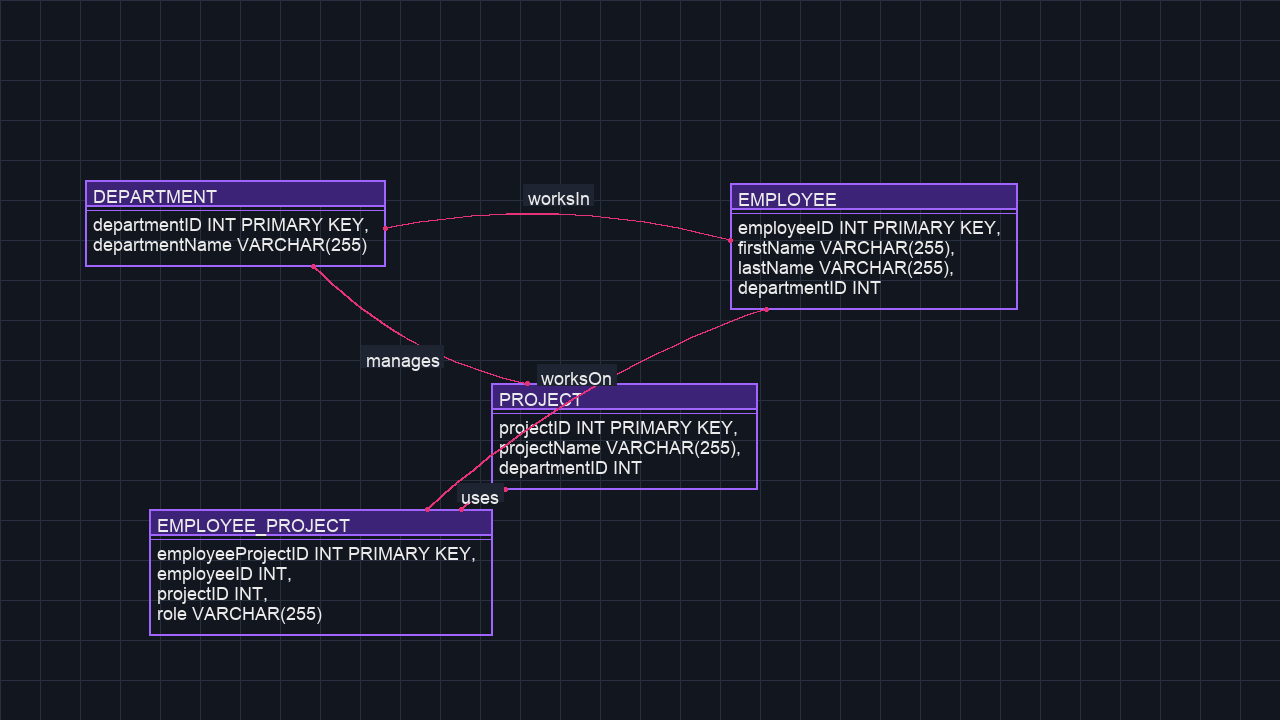 DEPARTMENT
departmentID INT PRIMARY KEY,
departmentName VARCHAR(255)
worksIn
EMPLOYEE
employeeID INT PRIMARY KEY,
firstName VARCHAR(255),
lastName VARCHAR(255),
departmentID INT
manages
worksOn
PROJECT
projectID INT PRIMARY KEY,
projectName VARCHAR(255),
departmentID INT
uses
EMPLOYEE_PROJECT
employeeProjectID INT PRIMARY KEY,
employeeID INT,
projectID INT,
role VARCHAR(255)